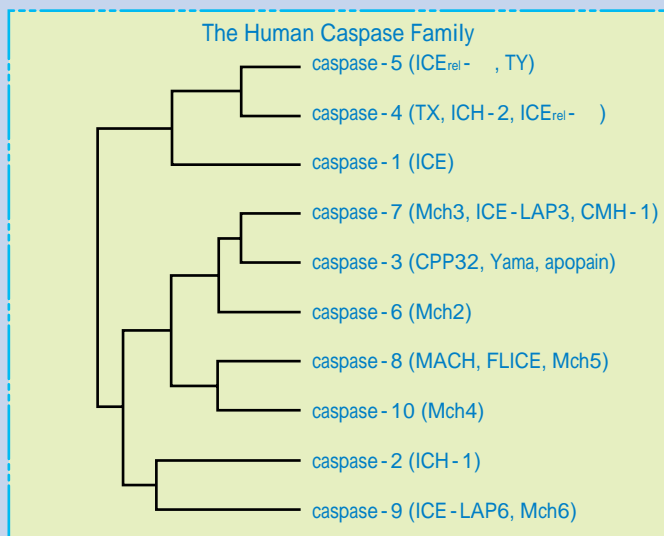 The Human Caspase Family
caspase-5 (ICErel- , TY)
caspase-4 (TX, ICH-2, ICErel- )
caspase-1 (ICE)
caspase-7 (Mch3, ICE-LAP3, CMH-1)
caspase-3 (CPP32, Yama, apopain)
caspase-6 (Mch2)
caspase-8 (MACH, FLICE, Mch5)
caspase-10 (Mch4)
caspase-2 (ICH-1)
caspase-9 (ICE-LAP6, Mch6)